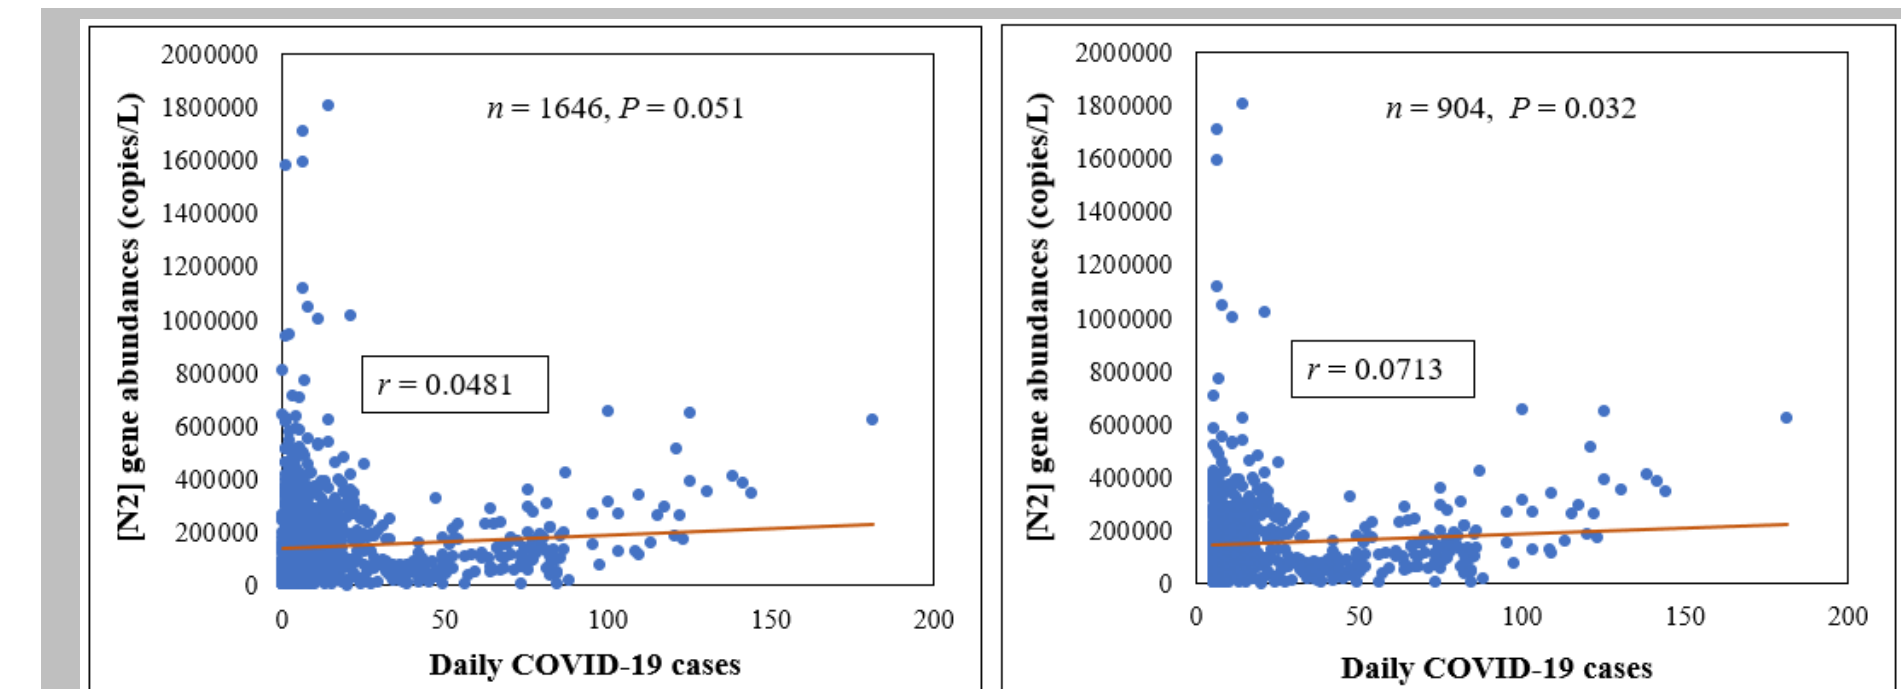 2000000
1800000
1600000
1400000
1200000
1000000
800000
600000
400000
200000
0
[N2] gene abundances (copies/L)
n = 1646, P = 0.051
r = 0.0481
0 50 100 150 200
Daily COVID-19 cases
2000000
1800000
1600000
1400000
1200000
1000000
800000
600000
400000
200000
0
[N2] gene abundances (copies/L)
n = 904, P = 0.032
r = 0.0713
0 50 100 150 200
Daily COVID-19 cases